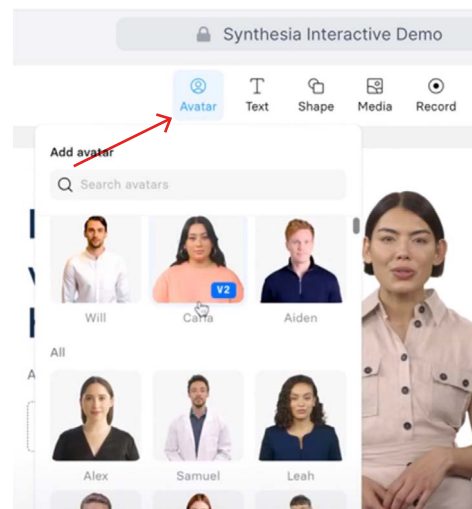 Synthesia Interactive Demo
Avatar Text Shape Media Record
Add avatar
Search avatars
V2
Will Carla Aiden
All
A
Alex Samuel Leah